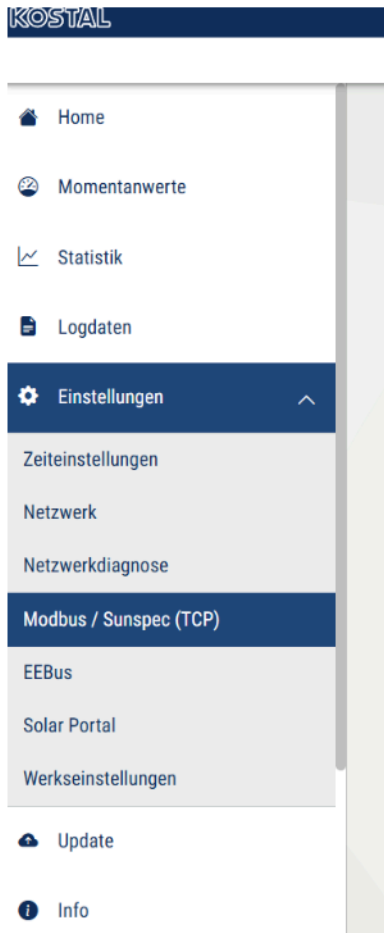 KOSTAL
Home
Momentanwerte
Statistik
Logdaten
Einstellungen
Zeiteinstellungen
Netzwerk
Netzwerkdiagnose
Modbus / Sunspec (TCP)
EEBus
Solar Portal
Werkseinstellungen
Update
Info